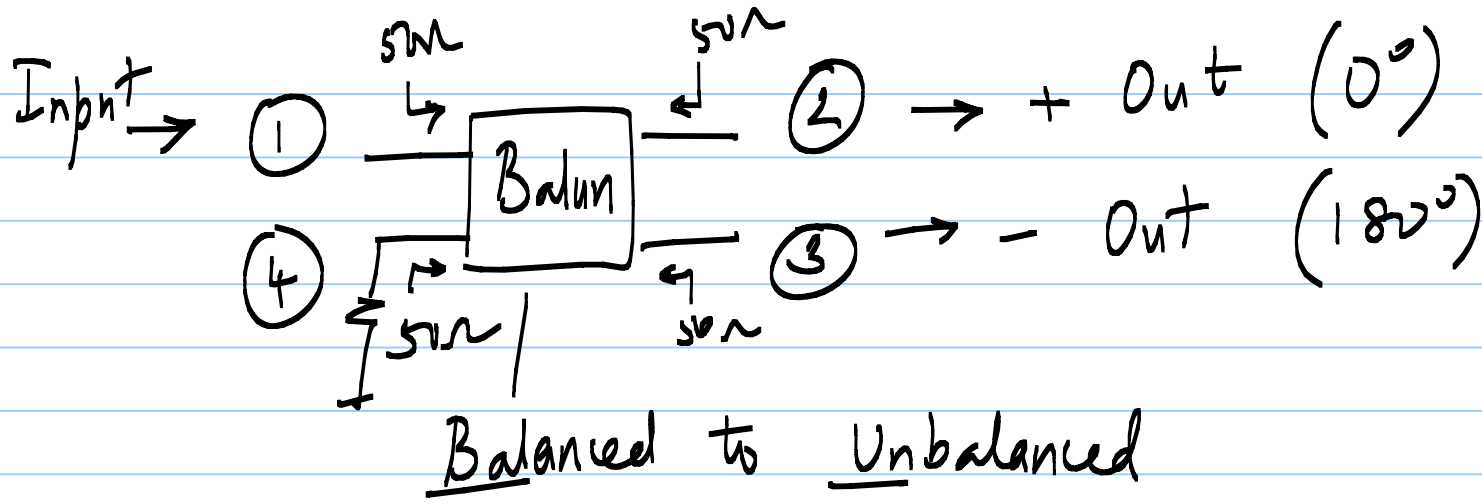 50Ω 50Ω
Input → ① ② → + Out (0°)
Balun
④ ③ → - Out (180°)
50Ω 50Ω
Balanced to Unbalanced